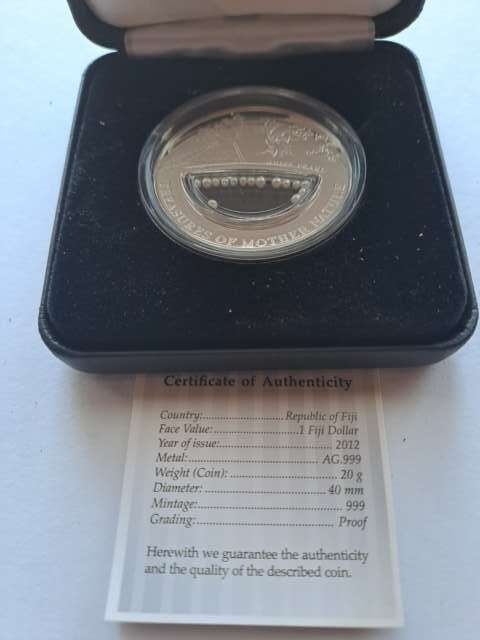 WHITE PEARL
TREASURES OF MOTHER NATURE
Certificate of Authenticity
Country:............................Republic of Fiji
Face Value:.............................1 Fiji Dollar
Year of issue:...................................... 2012
Metal:............................................ AG.999
Weight (Coin): .................................. 20 g
Diameter:....................................... 40 mm
Mintage:............................................. 999
Grading:......................................... Proof
Herewith we guarantee the authenticity
and the quality of the described coin.